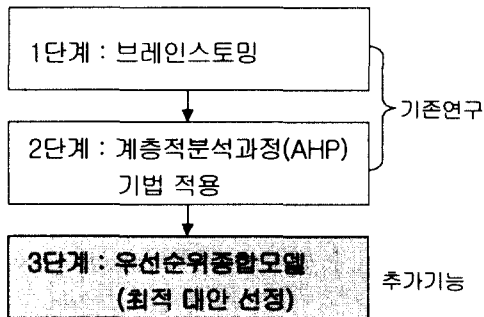 1단계 : 브레인스토밍
기존연구
2단계 : 계층적분석과정(AHP)
기법 적용
3단계 : 우선순위종합모델
(최적 대안 선정)
추가기능